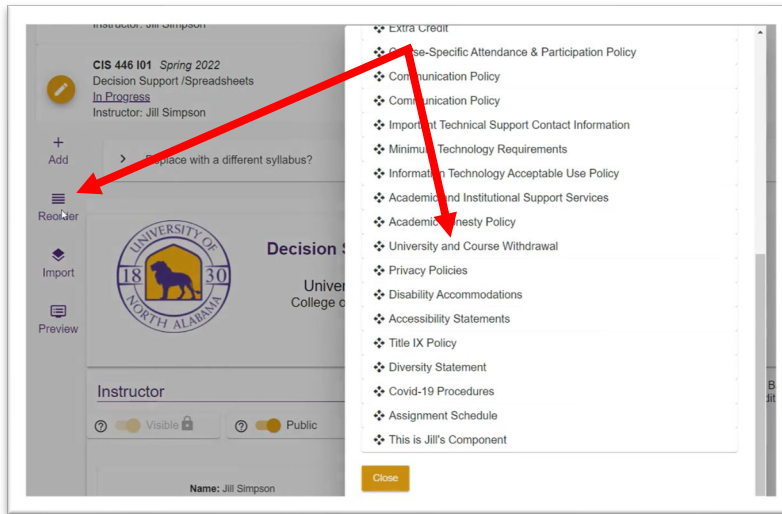 Instructor: Jill Simpson
CIS 446 I01 Spring 2022
Decision Support /Spreadsheets
In Progress
Instructor: Jill Simpson
Add
Replace with a different syllabus?
Reorder
Import
Preview
UNIVERSITY OF
18 30
NORTH ALABAMA
Decision S
Univer
College o
Instructor
Visible
Public
Name: Jill Simpson
Extra Credit
Attendance & Participation Policy
Communication Policy
Communication Policy
Important Technical Support Contact Information
Minimum Technology Requirements
Information Technology Acceptable Use Policy
Academic and Institutional Support Services
Academic Honesty Policy
University and Course Withdrawal
Privacy Policies
Disability Accommodations
Accessibility Statements
Title IX Policy
Diversity Statement
Covid-19 Procedures
Assignment Schedule
This is Jill's Component
Close
B